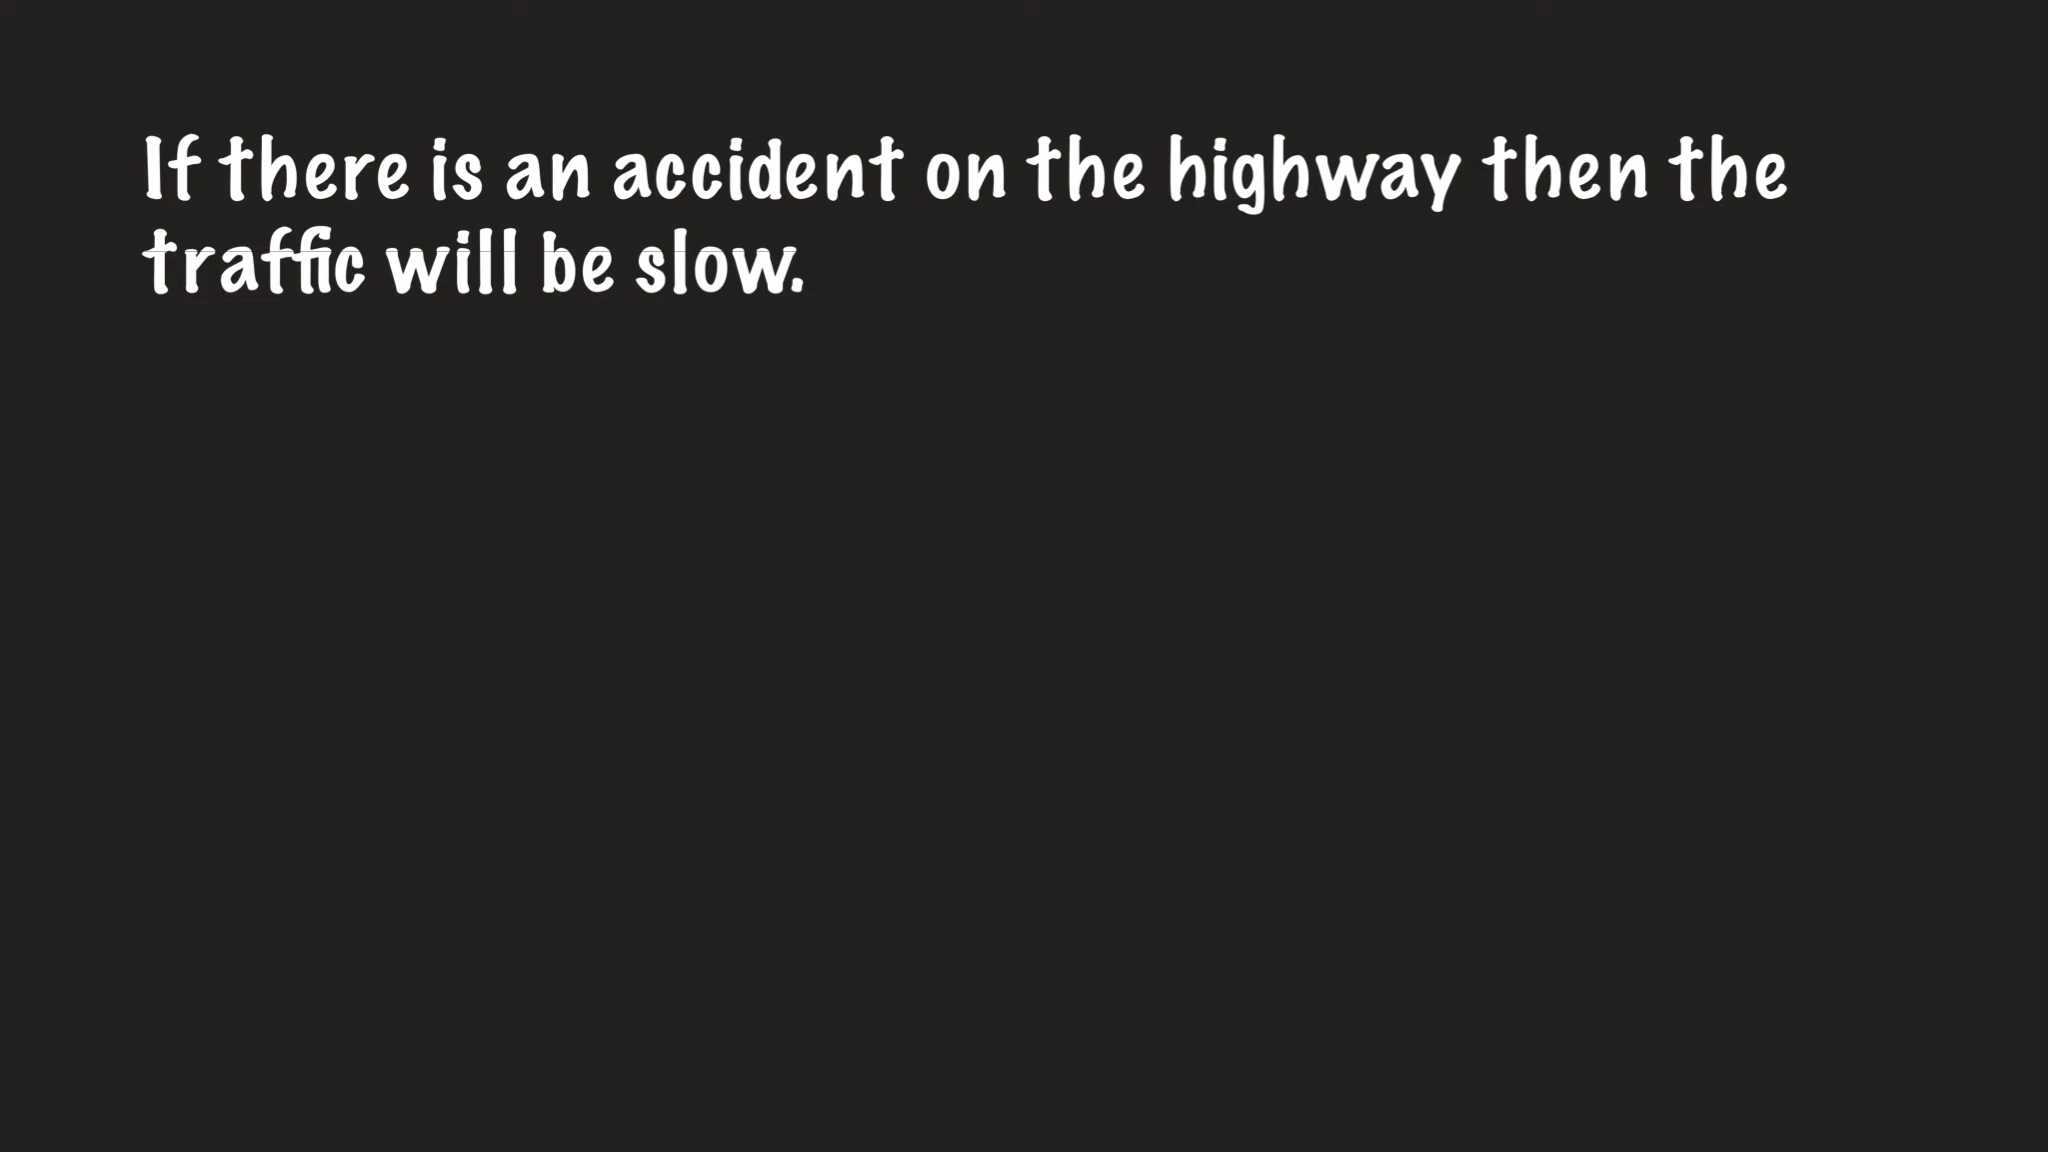 If there is an accident on the highway then the
traffic will be slow.